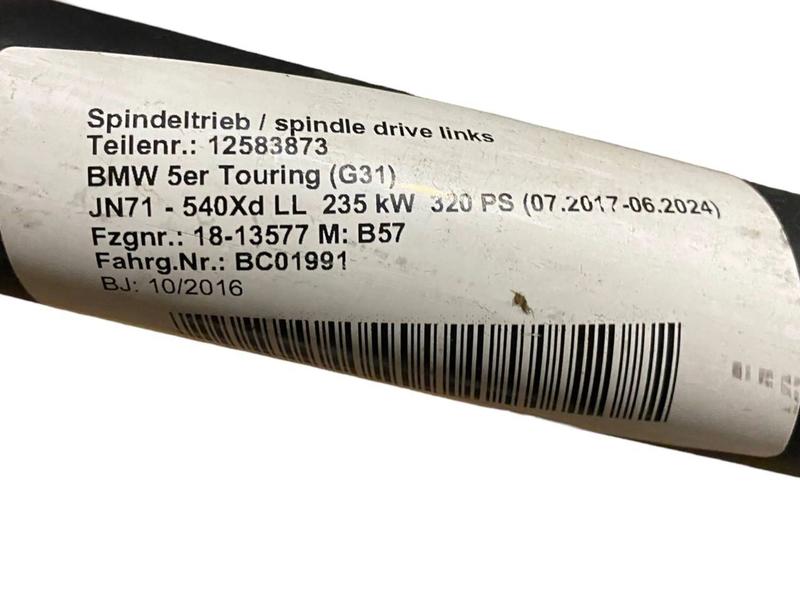 Spindeltrieb / spindle drive links
Teilenr.: 12583873
BMW 5er Touring (G31)
JN71 - 540Xd LL 235 kW 320 PS (07.2017-06.2024)
Fzgnr.: 18-13577 M: B57
Fahrg.Nr.: BC01991
BJ: 10/2016